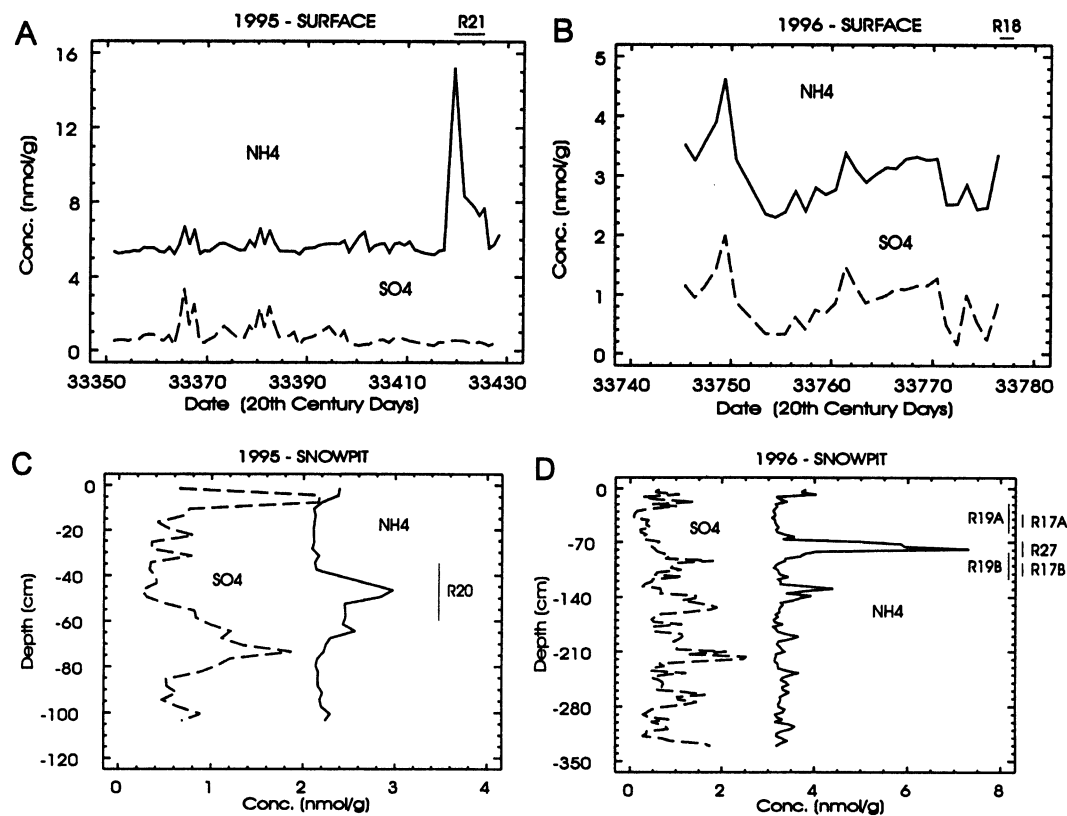 A
1995 - SURFACE
R21
16
12
8
4
0
Conc. (nmol/g)
NH4
SO4
33350 33370 33390 33410 33430
Date (20th Century Days)
B
1996 - SURFACE
R18
5
4
3
2
1
0
Conc. (nmol/g)
NH4
SO4
33740 33750 33760 33770 33780
Date (20th Century Days)
C
1995 - SNOWPIT
0
-20
-40
-60
-80
-100
-120
Depth (cm)
NH4
SO4
R20
0 1 2 3 4
Conc. (nmol/g)
D
1996 - SNOWPIT
0
-70
-140
-210
-280
-350
Depth (cm)
SO4
NH4
R19A
R17A
R27
R19B
R17B
0 2 4 6 8
Conc. (nmol/g)